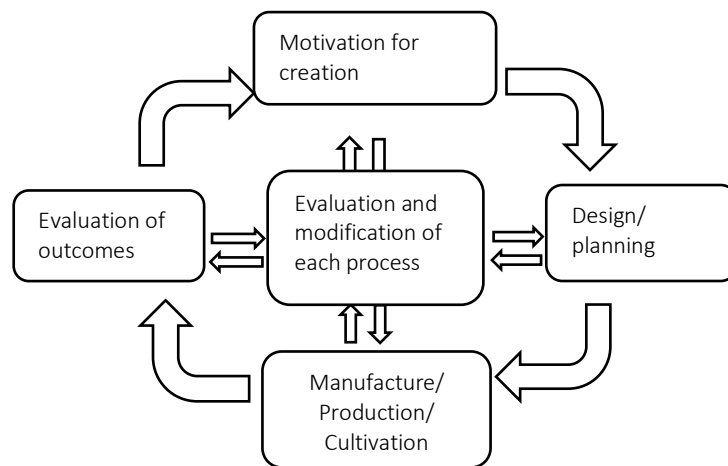 Motivation for
creation
Evaluation of
outcomes
Evaluation and
modification of
each process
Design/
planning
Manufacture/
Production/
Cultivation